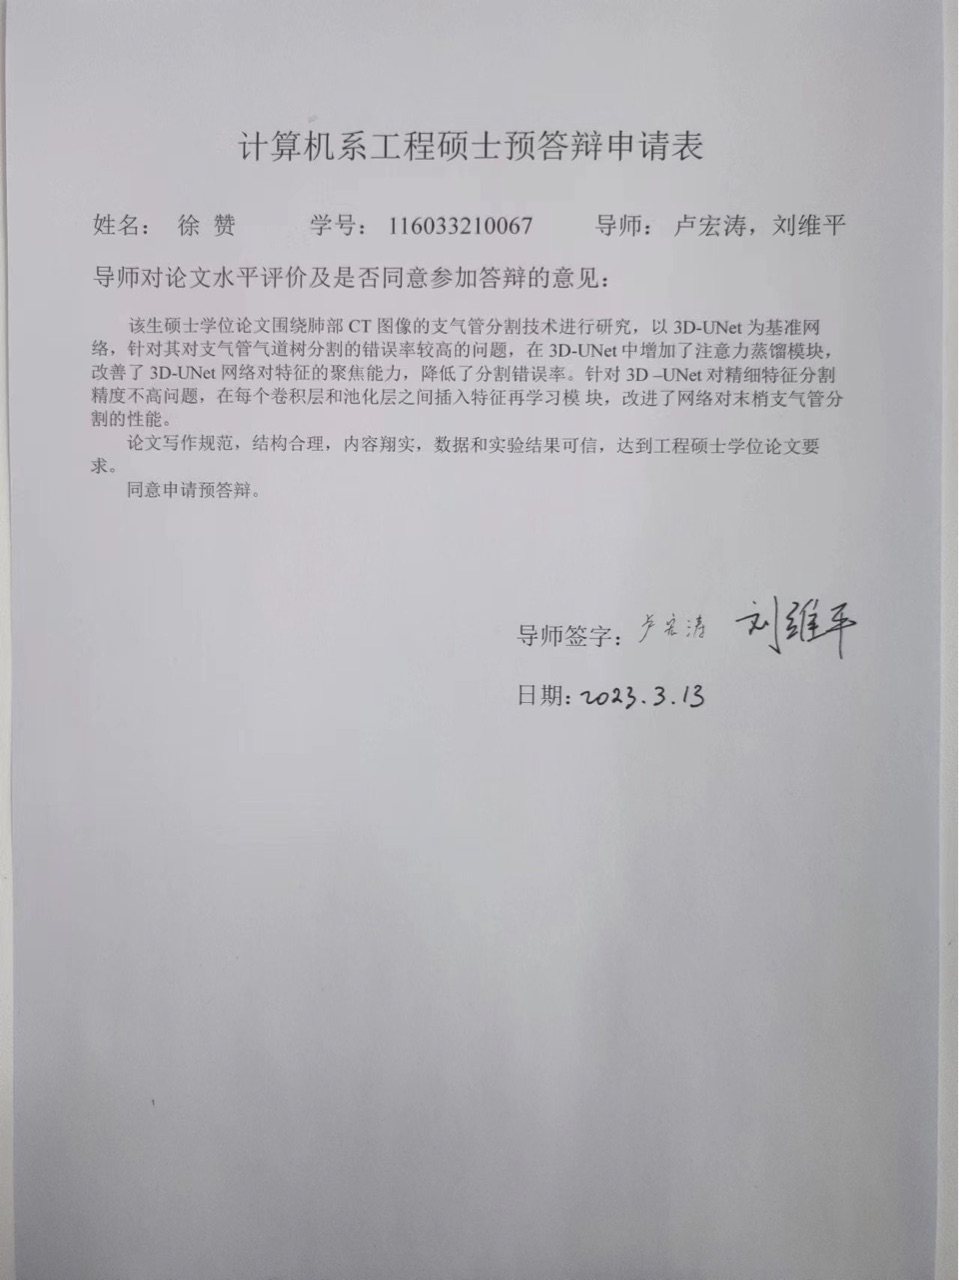 计算机系工程硕士预答辩申请表
姓名： 徐 赞 学号： 116033210067 导师： 卢宏涛，刘维平
导师对论文水平评价及是否同意参加答辩的意见：
该生硕士学位论文围绕肺部 CT 图像的支气管分割技术进行研究，以 3D-UNet 为基准网
络，针对其对支气管气道树分割的错误率较高的问题，在 3D-UNet 中增加了注意力蒸馏模块，
改善了 3D-UNet 网络对特征的聚焦能力，降低了分割错误率。针对 3D –UNet 对精细特征分割
精度不高问题，在每个卷积层和池化层之间插入特征再学习模 块，改进了网络对末梢支气管分
割的性能。
论文写作规范，结构合理，内容翔实，数据和实验结果可信，达到工程硕士学位论文要
求。
同意申请预答辩。
导师签字： 卢宏涛 刘维平
日期：2023.3.13